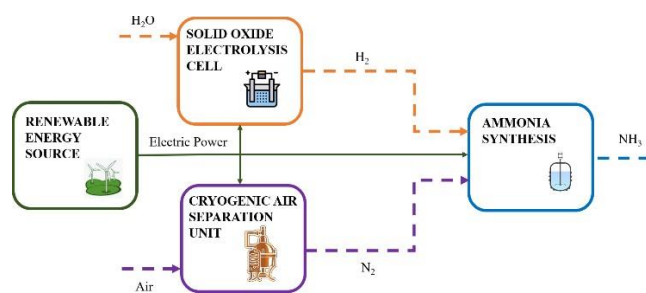 H₂O
SOLID OXIDE
ELECTROLYSIS
CELL
H₂
RENEWABLE
ENERGY
SOURCE
Electric Power
AMMONIA
SYNTHESIS
NH₃
CRYOGENIC AIR
SEPARATION
UNIT
N₂
Air